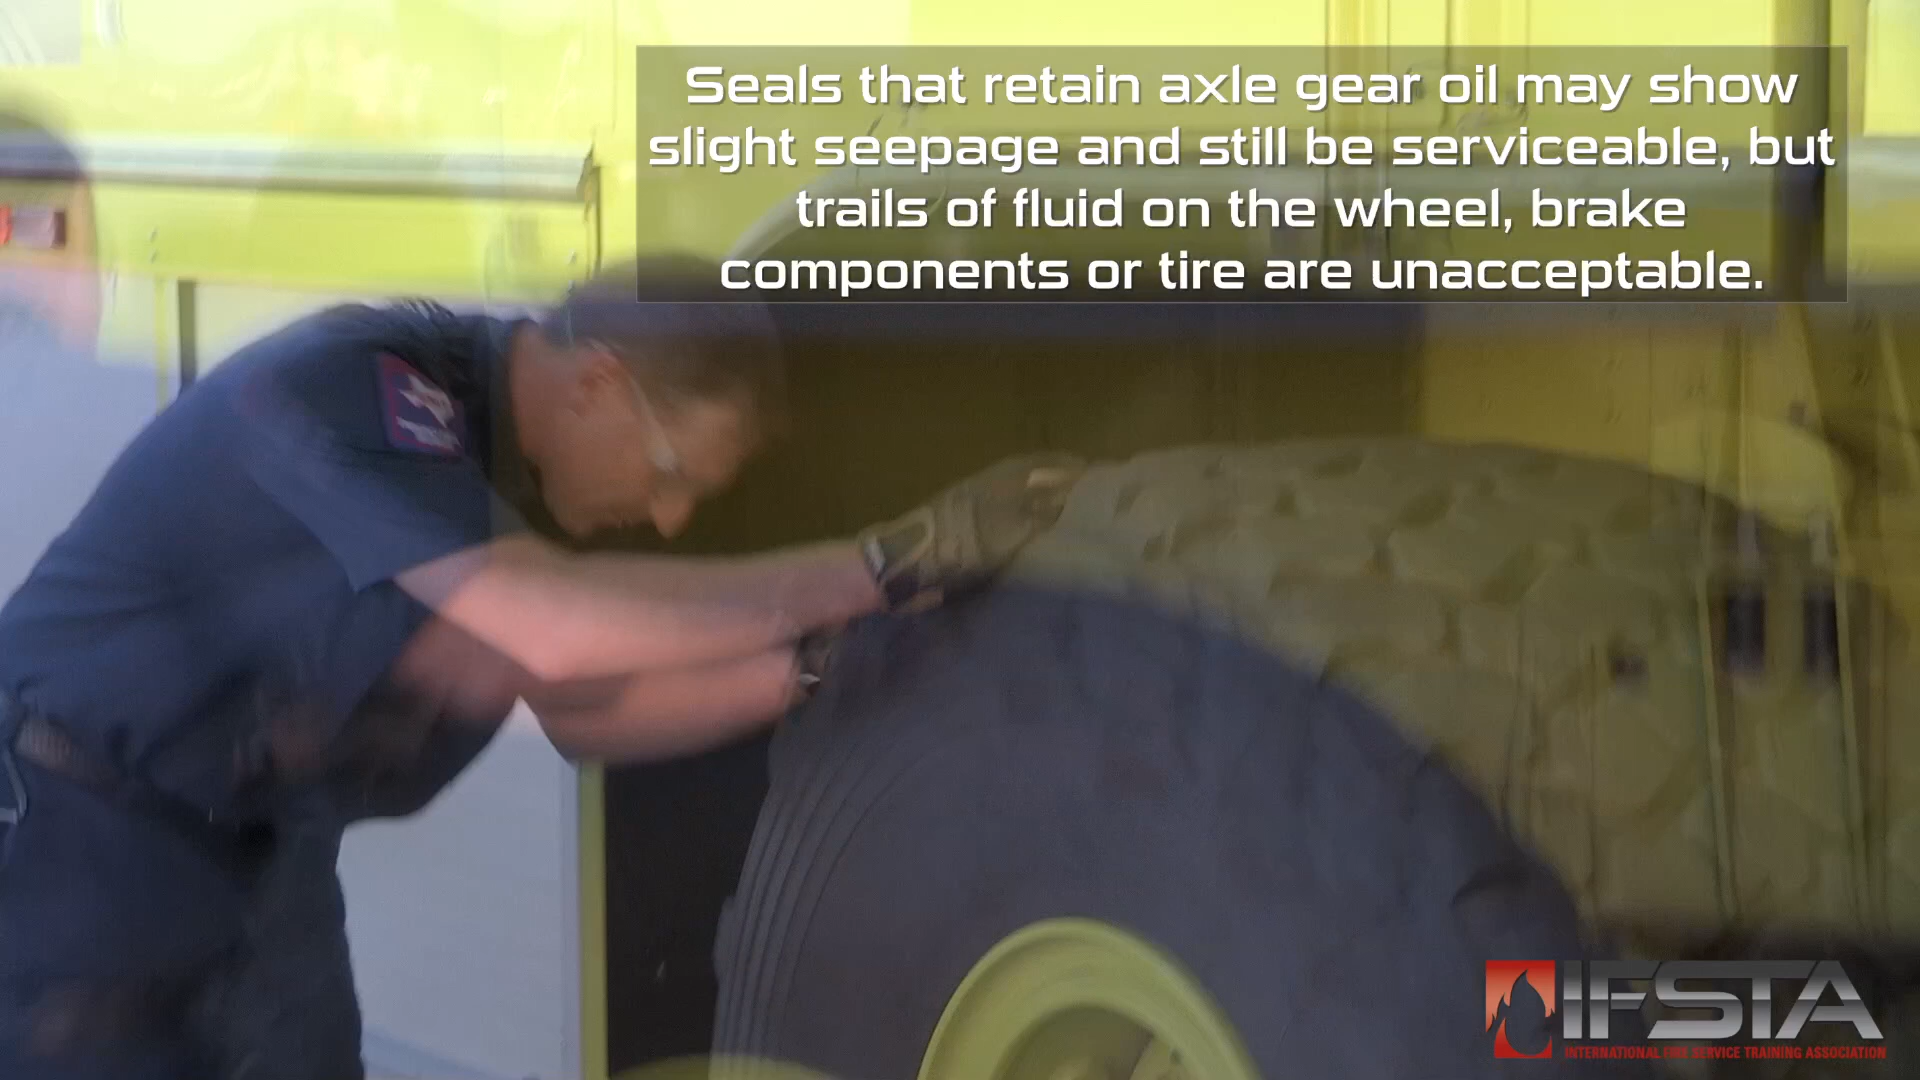 Seals that retain axle gear oil may show
slight seepage and still be serviceable, but
trails of fluid on the wheel, brake
components or tire are unacceptable.
IFSTA
INTERNATIONAL FIRE SERVICE TRAINING ASSOCIATION